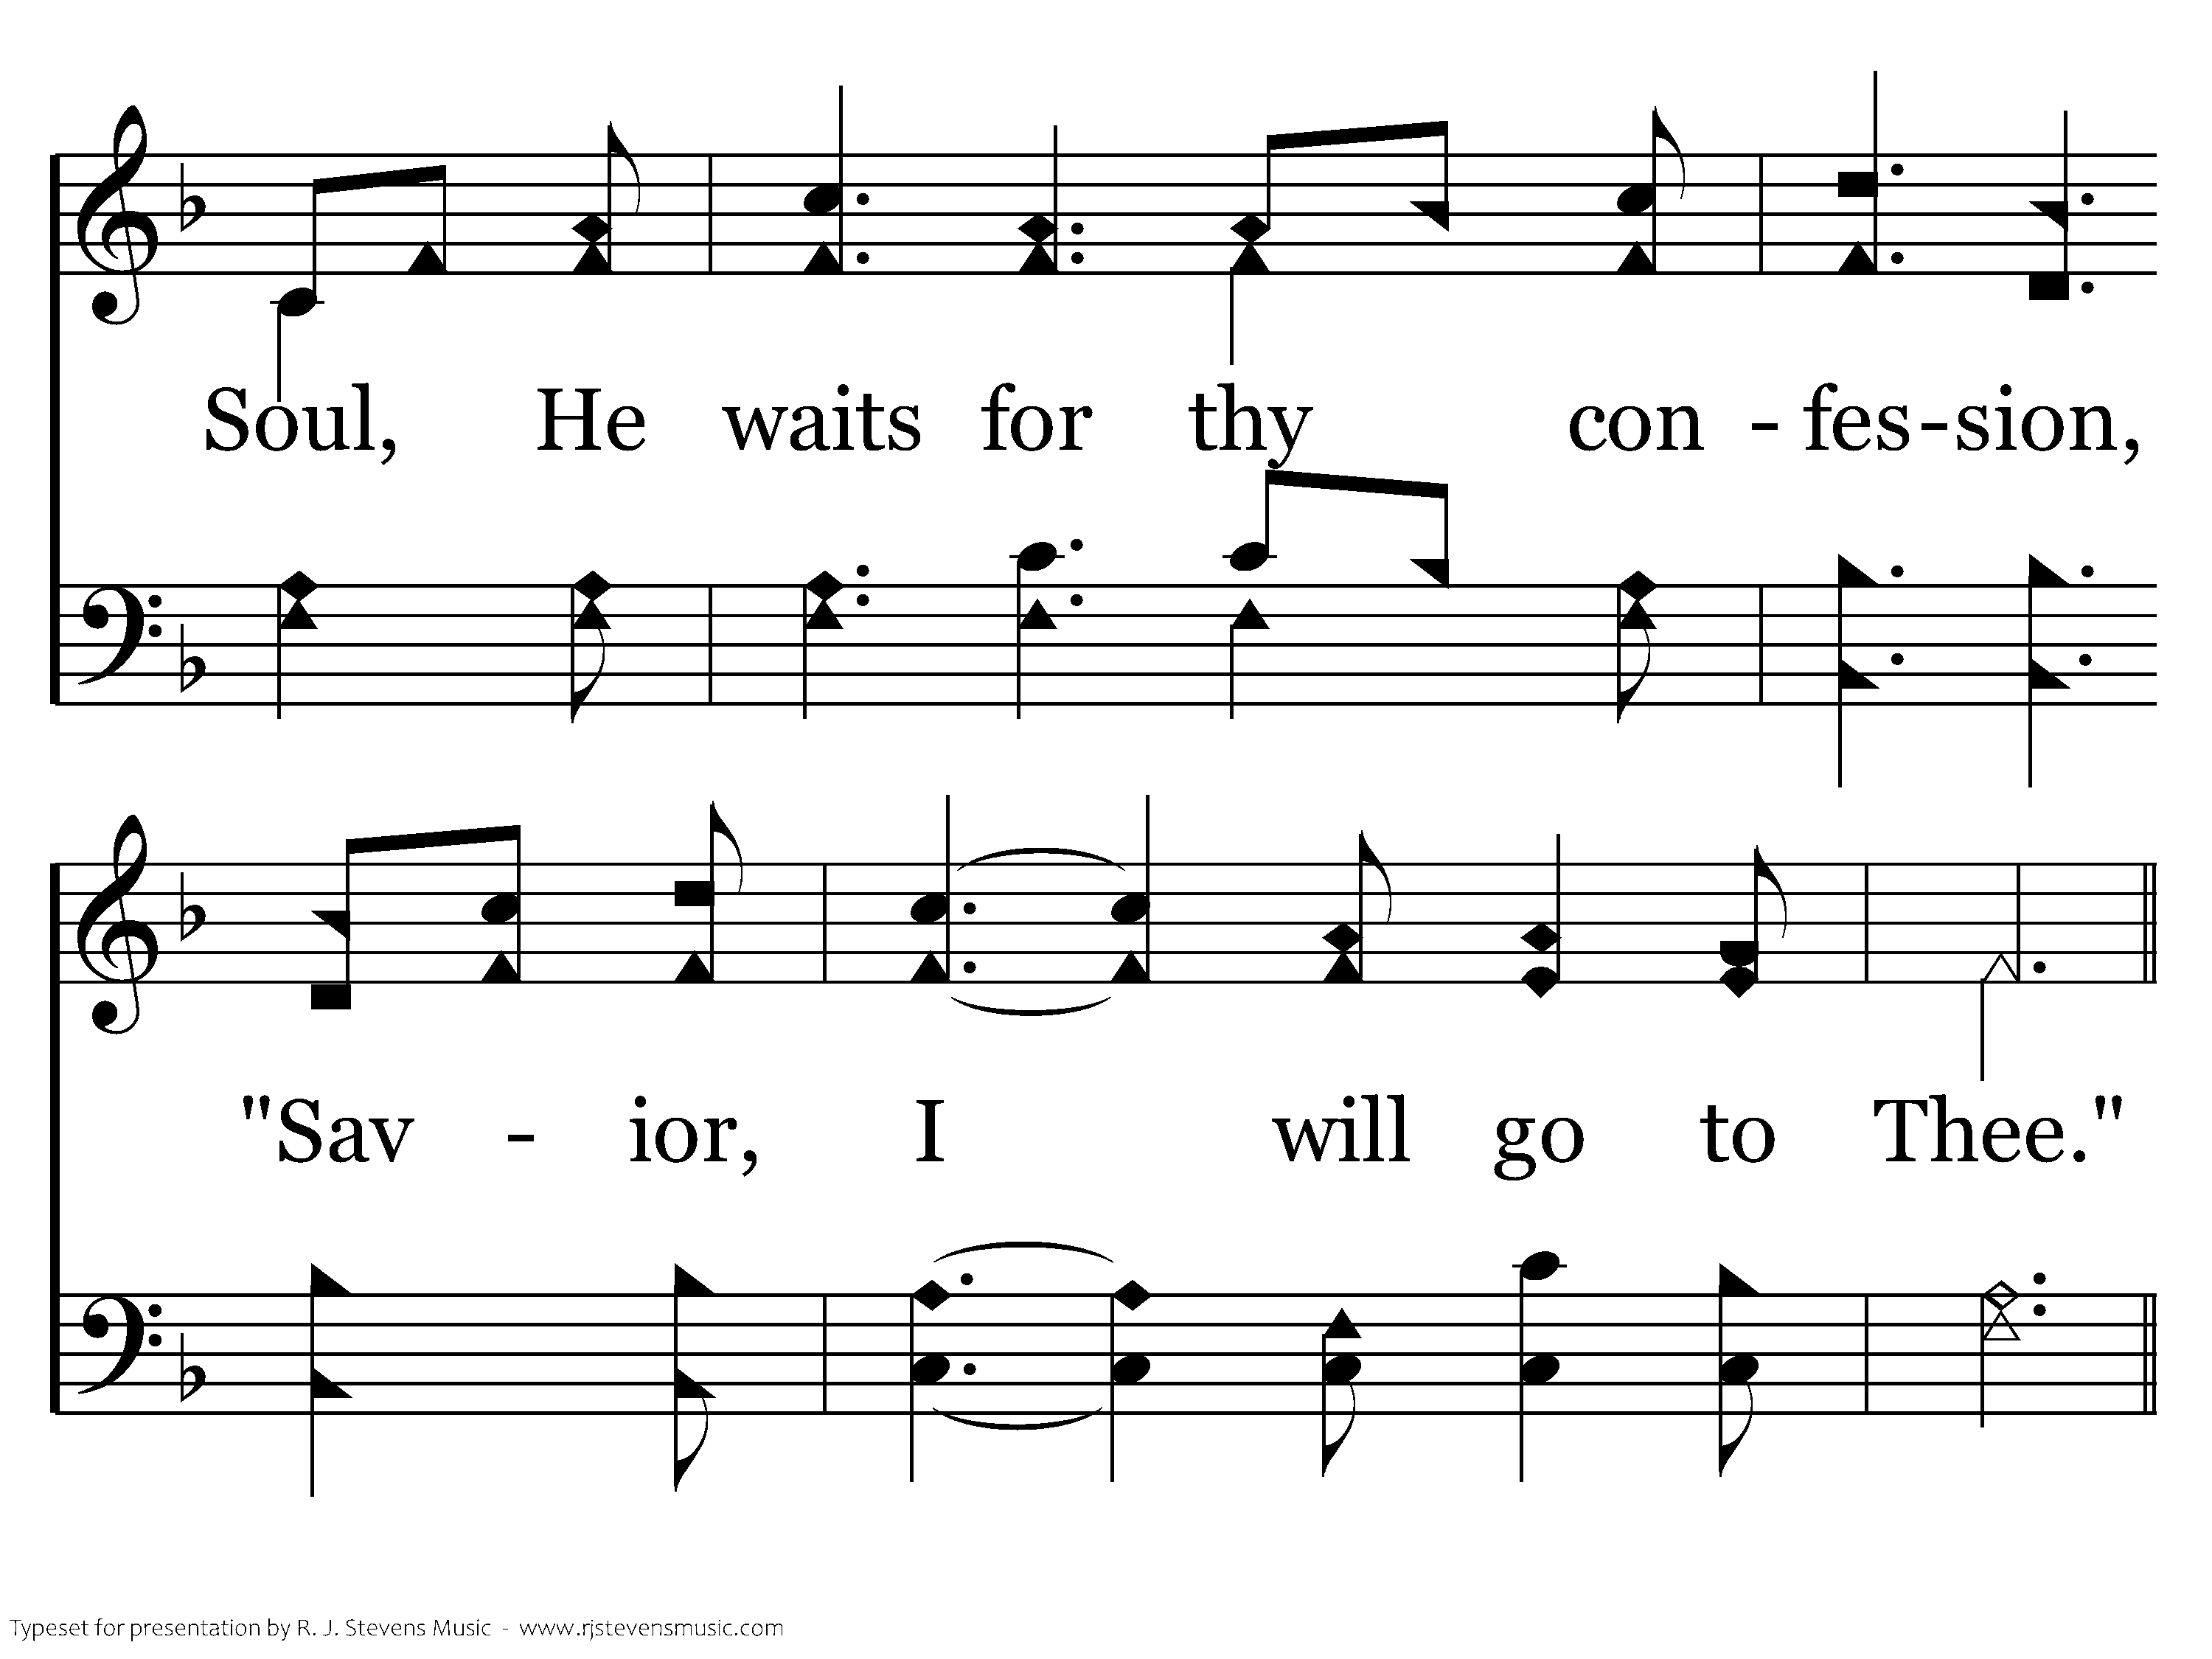 Soul, He waits for thy con - fes - sion,
"Sav - ior, I will go to Thee."
Typeset for presentation by R. J. Stevens Music - www.rjstevensmusic.com